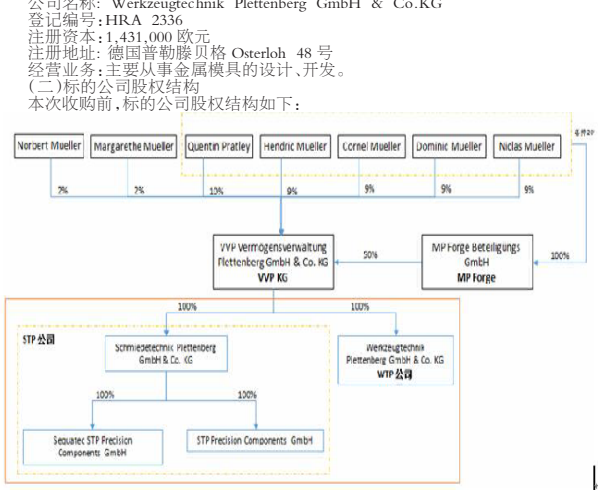 公司名称: Werkzeugtechnik Plettenberg GmbH & Co.KG
登记编号:HRA 2336
注册资本:1,431,000 欧元
注册地址: 德国普勒滕贝格 Osterloh 48 号
经营业务:主要从事金属模具的设计、开发。
(二)标的公司股权结构
本次收购前,标的公司股权结构如下:
Norbert Mueller
Margarethe Mueller
Quentin Pratley
Hendric Mueller
Cornel Mueller
Dominic Mueller
Niclas Mueller
2%
2%
10%
9%
9%
9%
9%
VVP Vermögensverwaltung
Plettenberg GmbH & Co. KG
VVP KG
50%
MP Forge Beteiligungs
GmbH
MP Forge
100%
100%
100%
STP 公司
Schmiedetechnik Plettenberg
GmbH & Co. KG
Werkzeugtechnik
Plettenberg GmbH & Co. KG
WTP 公司
100%
100%
Sequatec STP Precision
Components GmbH
STP Precision Components GmbH